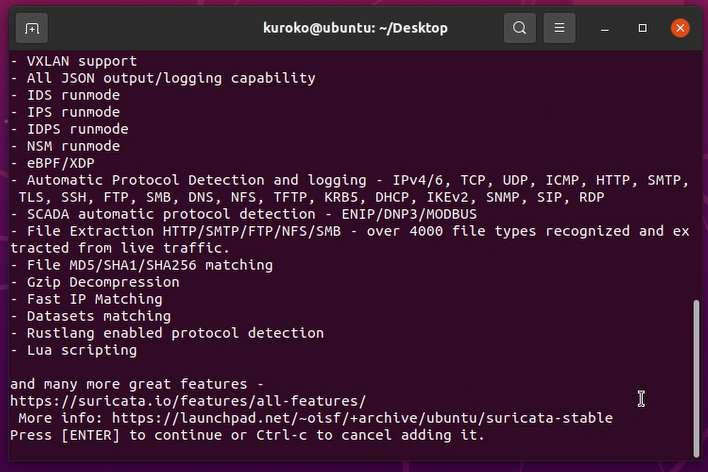 kuroko@ubuntu: ~/Desktop
- VXLAN support
- All JSON output/logging capability
- IDS runmode
- IPS runmode
- IDPS runmode
- NSM runmode
- eBPF/XDP
- Automatic Protocol Detection and logging - IPv4/6, TCP, UDP, ICMP, HTTP, SMTP,
 TLS, SSH, FTP, SMB, DNS, NFS, TFTP, KRB5, DHCP, IKEv2, SNMP, SIP, RDP
- SCADA automatic protocol detection - ENIP/DNP3/MODBUS
- File Extraction HTTP/SMTP/FTP/NFS/SMB - over 4000 file types recognized and ex
tracted from live traffic.
- File MD5/SHA1/SHA256 matching
- Gzip Decompression
- Fast IP Matching
- Datasets matching
- Rustlang enabled protocol detection
- Lua scripting
and many more great features -
https://suricata.io/features/all-features/
 More info: https://launchpad.net/~oisf/+archive/ubuntu/suricata-stable
Press [ENTER] to continue or Ctrl-c to cancel adding it.